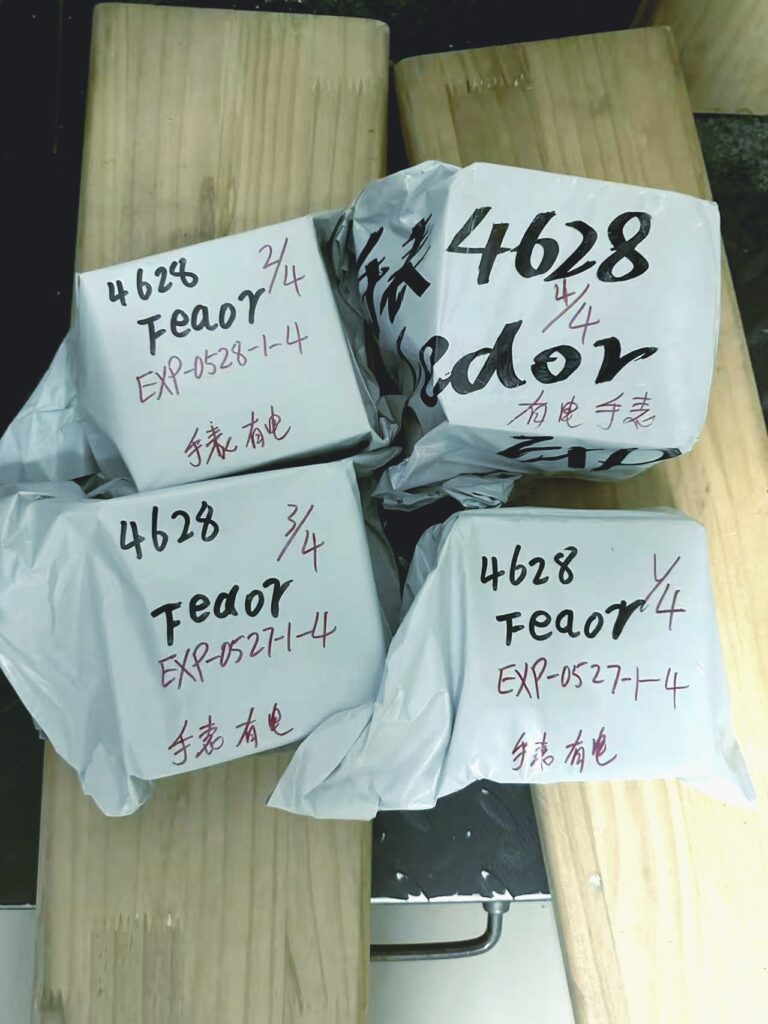 4628
2/4
Feaor
EXP-0528-1-4
手表有电
手表
4628
4/4
edor
有电 手表
4628
3/4
Feaor
EXP-0527-1-4
手表 有电
4628
1/4
Feaor
EXP-0527-1-4
手表有电